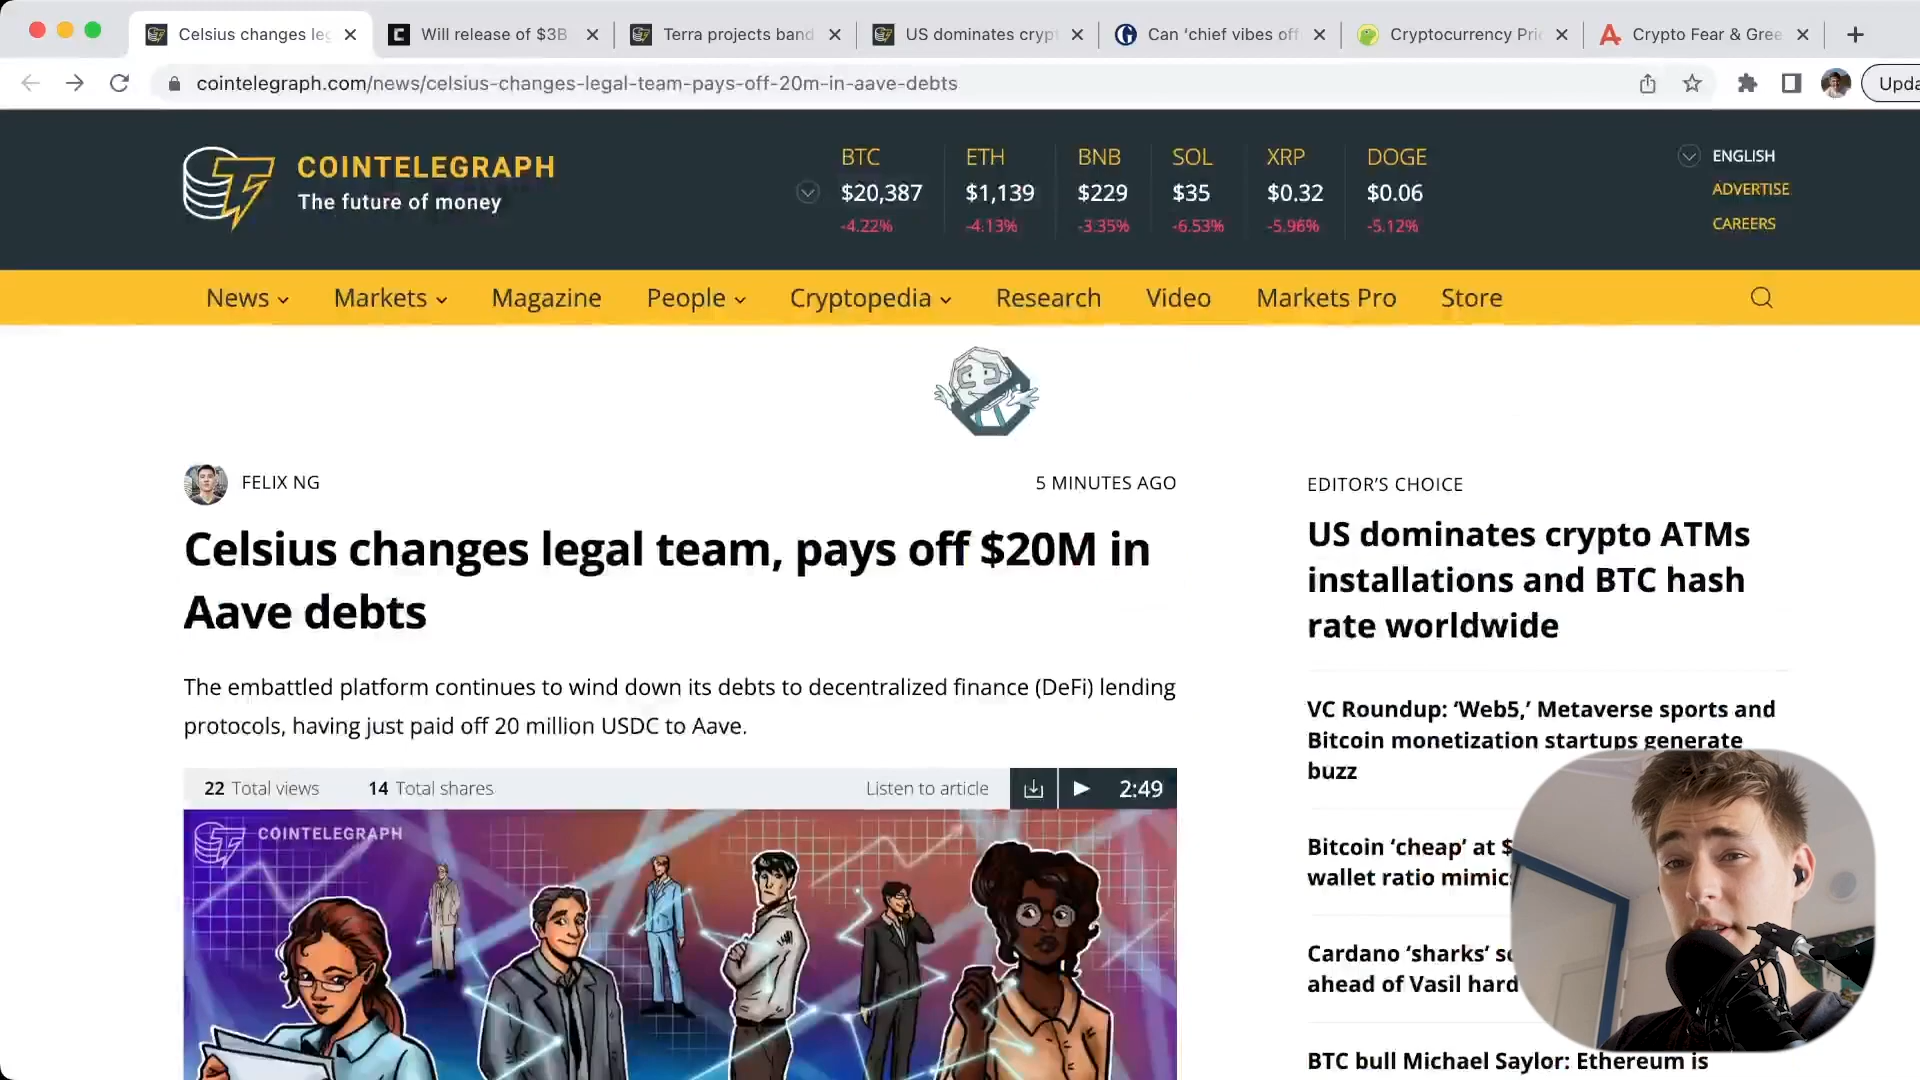 Celsius changes leg
Will release of $3B
Terra projects band
US dominates crypt
Can 'chief vibes off
Cryptocurrency Pric
Crypto Fear & Gree
cointelegraph.com/news/celsius-changes-legal-team-pays-off-20m-in-aave-debts
Upda
COINTELEGRAPH
The future of money
BTC
$20,387
-4.22%
ETH
$1,139
-4.13%
BNB
$229
-3.35%
SOL
$35
-6.53%
XRP
$0.32
-5.96%
DOGE
$0.06
-5.12%
ENGLISH
ADVERTISE
CAREERS
News
Markets
Magazine
People
Cryptopedia
Research
Video
Markets Pro
Store
FELIX NG
5 MINUTES AGO
Celsius changes legal team, pays off $20M in
Aave debts
The embattled platform continues to wind down its debts to decentralized finance (DeFi) lending
protocols, having just paid off 20 million USDC to Aave.
22 Total views
14 Total shares
Listen to article
2:49
COINTELEGRAPH
EDITOR'S CHOICE
US dominates crypto ATMs
installations and BTC hash
rate worldwide
VC Roundup: ‘Web5,’ Metaverse sports and
Bitcoin monetization startups generate
buzz
Bitcoin ‘cheap’ at $
wallet ratio mimic
Cardano ‘sharks’ s
ahead of Vasil hard
BTC bull Michael Saylor: Ethereum is